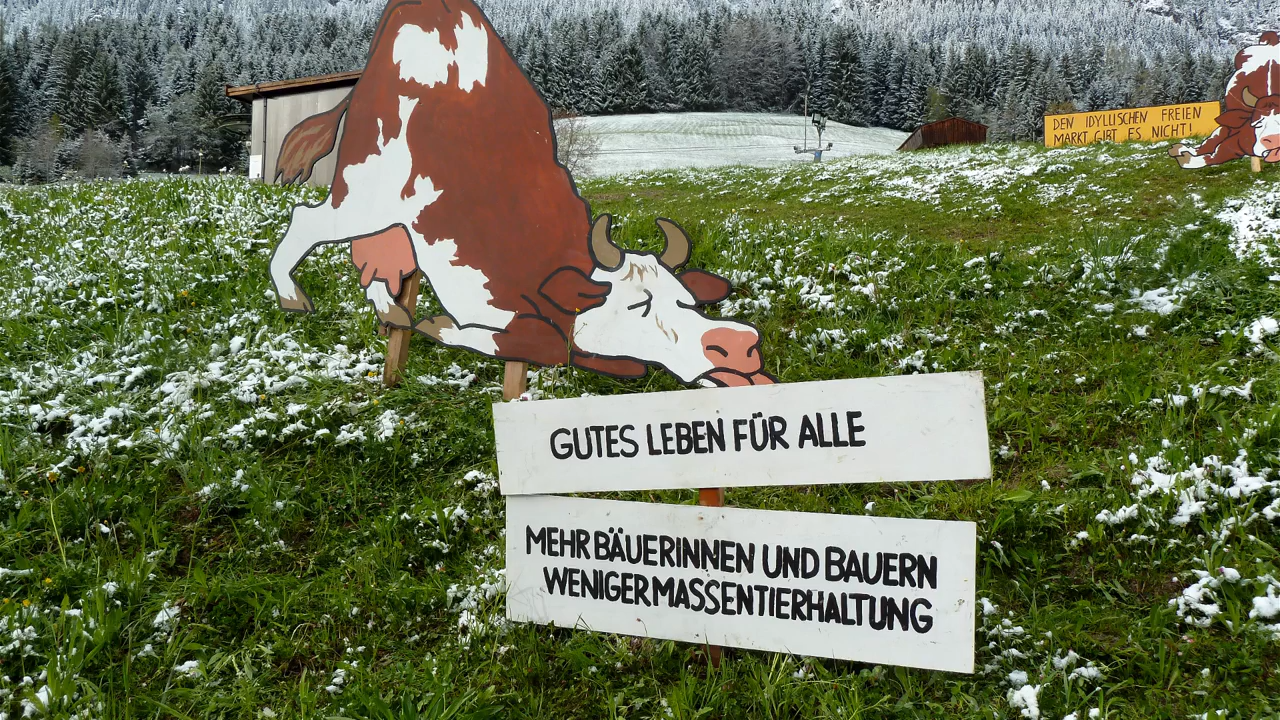 DEN IDYLLISCHEN FREIEN
MARKT GIBT ES NICHT!
GUTES LEBEN FÜR ALLE
MEHR BÄUERINNEN UND BAUERN
WENIGER MASSENTIERHALTUNG